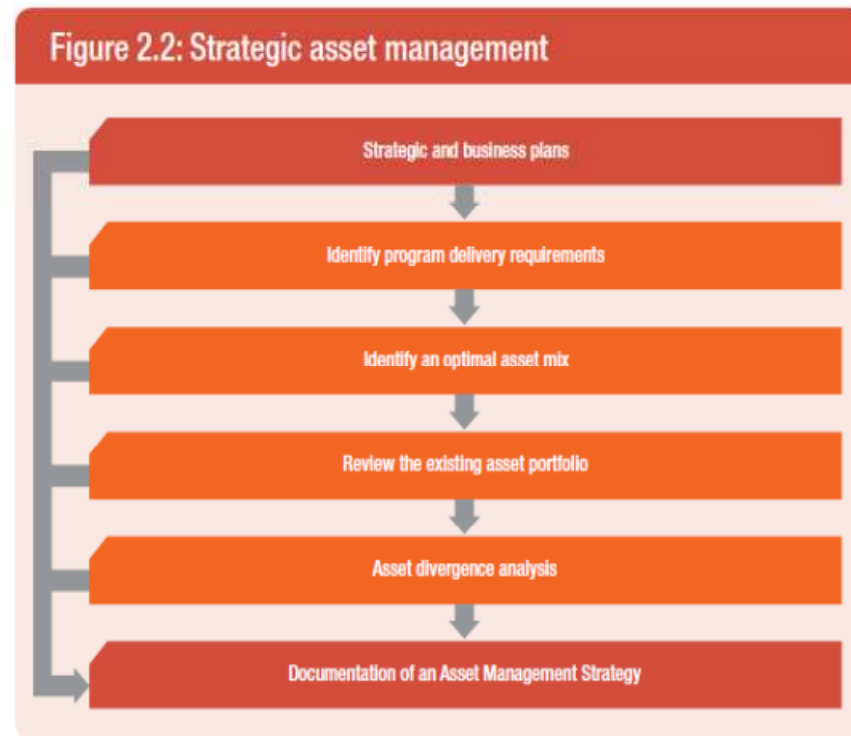 Figure 2.2: Strategic asset management
Strategic and business plans
Identify program delivery requirements
Identify an optimal asset mix
Review the existing asset portfolio
Asset divergence analysis
Documentation of an Asset Management Strategy